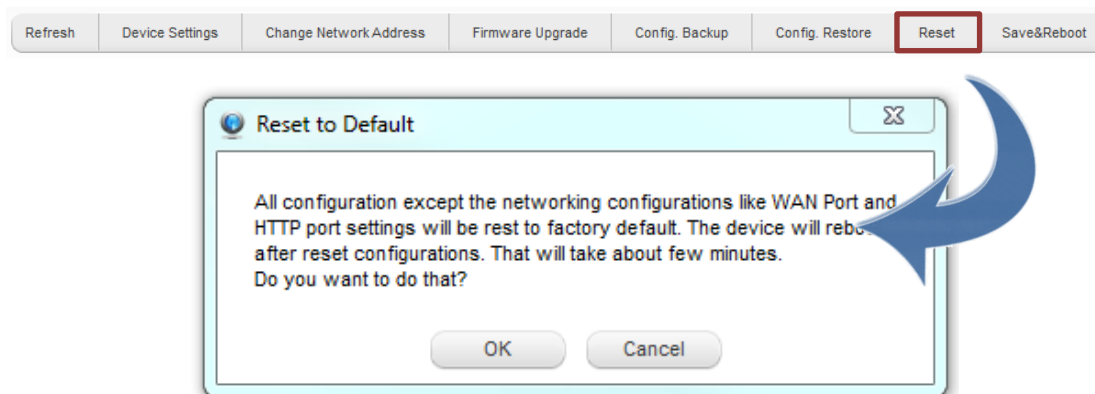 Refresh Device Settings Change Network Address Firmware Upgrade Config. Backup Config. Restore Reset Save&Reboot
Reset to Default
All configuration except the networking configurations like WAN Port and
HTTP port settings will be rest to factory default. The device will
after reset configurations. That will take about few minutes.
Do you want to do that?
OK Cancel